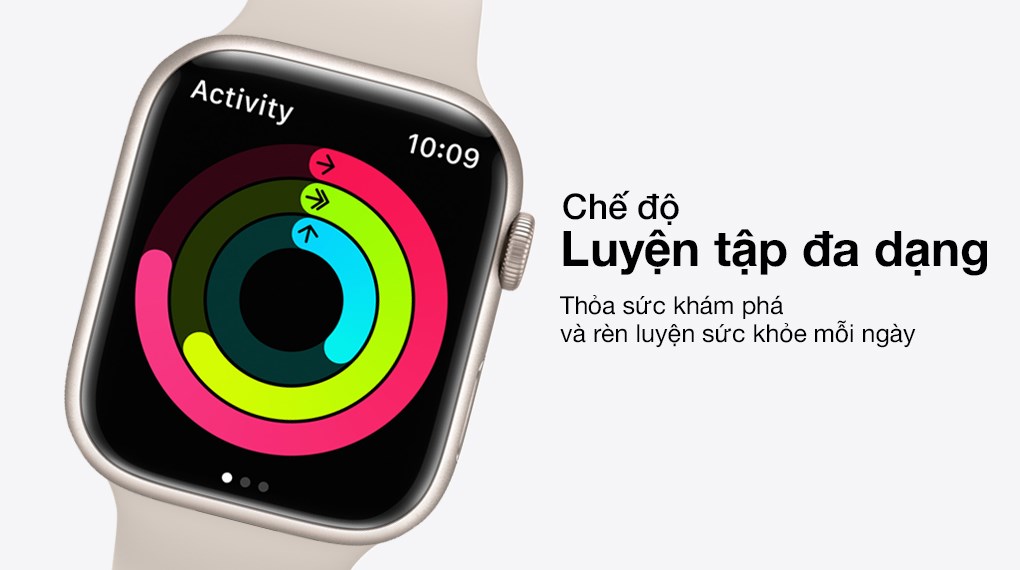 Activity
10:09
Chế độ
Luyện tập đa dạng
Thỏa sức khám phá
và rèn luyện sức khỏe mỗi ngày